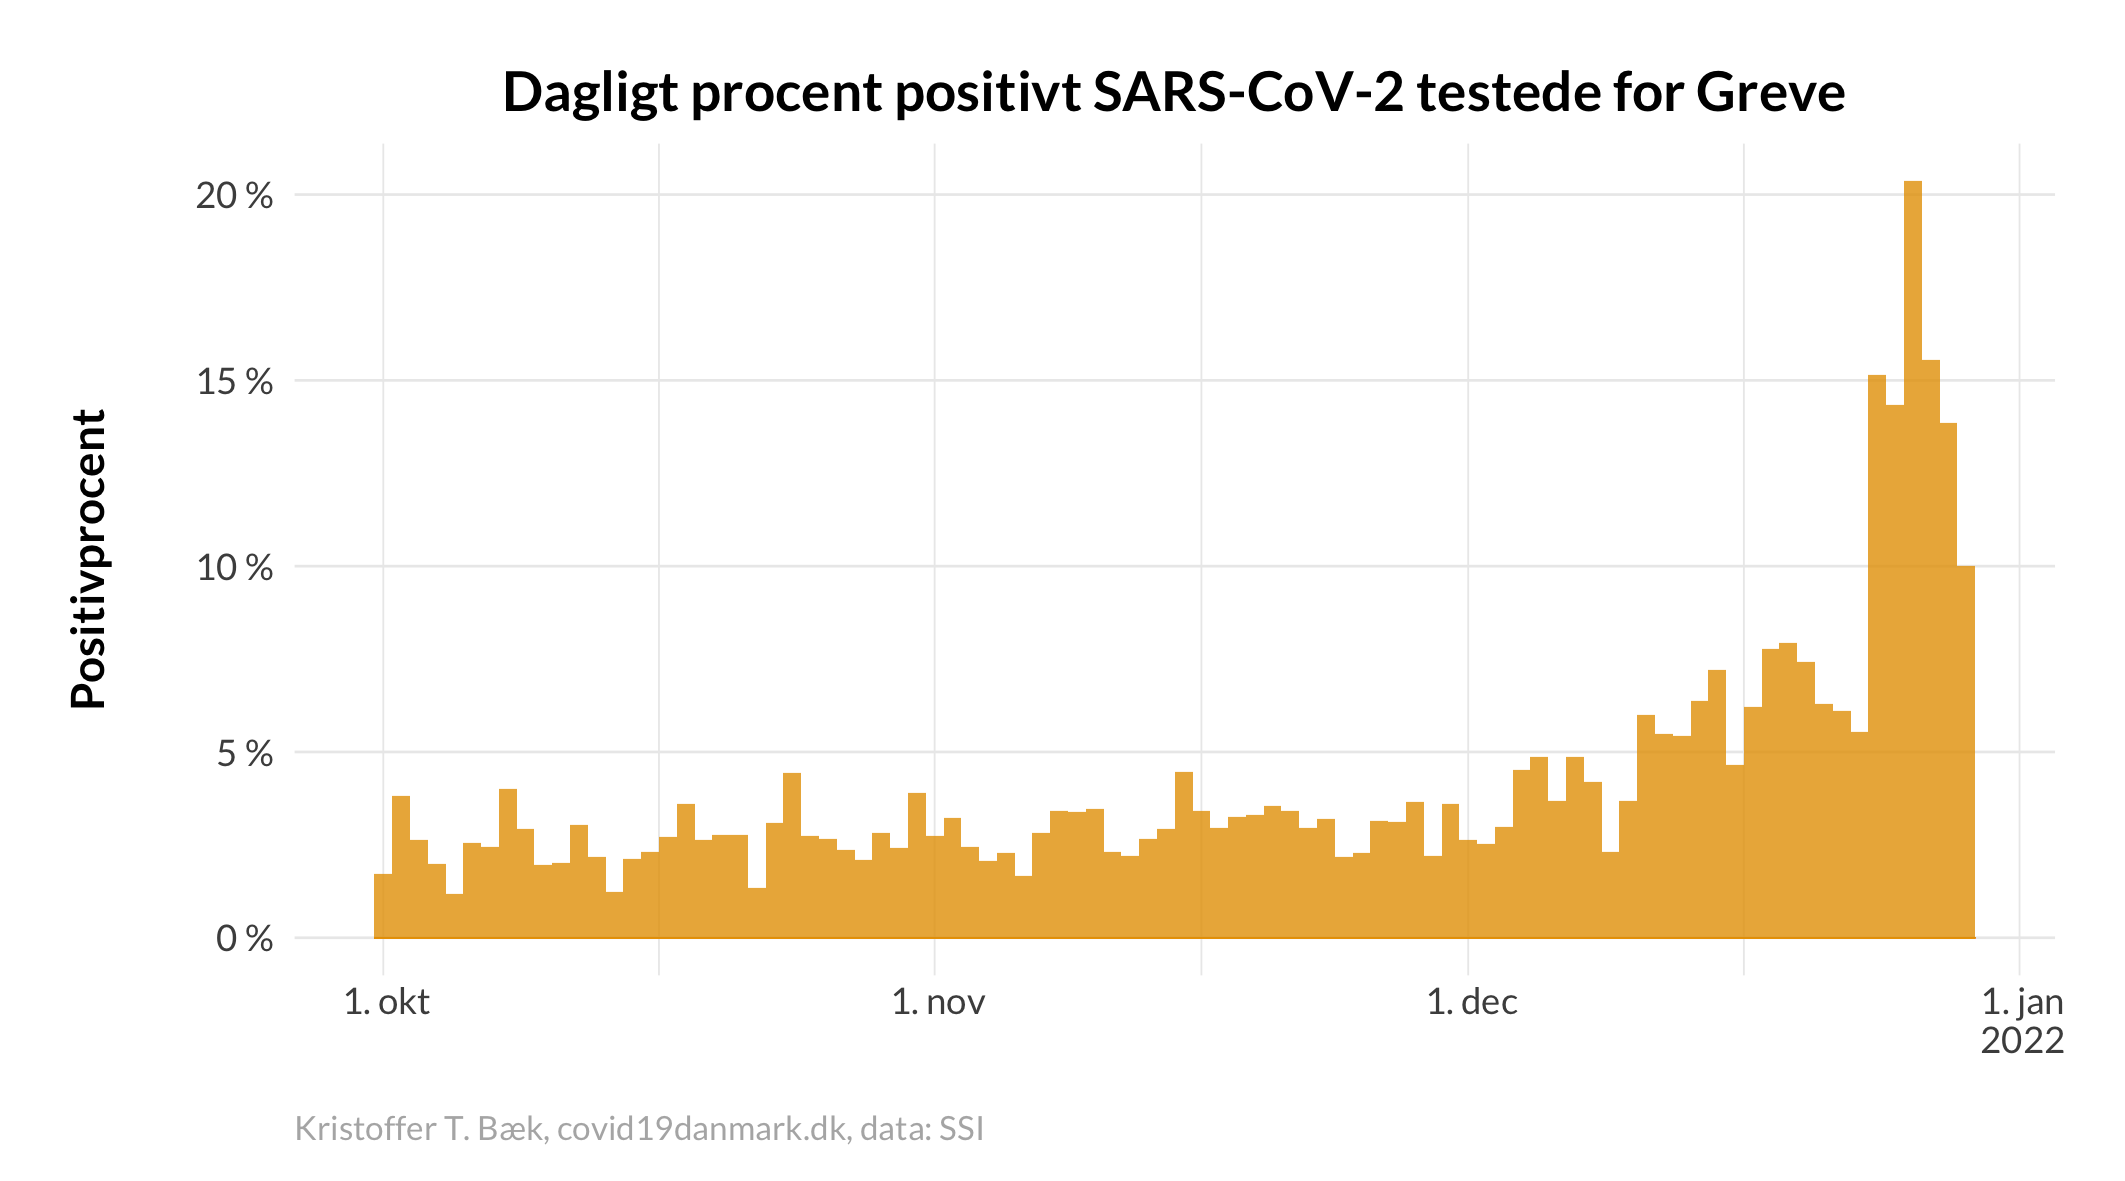 Dagligt procent positivt SARS-CoV-2 testede for Greve
Positivprocent
20 %
15 %
10 %
5 %
0 %
1. okt
1. nov
1. dec
1. jan
2022
Kristoffer T. Bæk, covid19danmark.dk, data: SSI